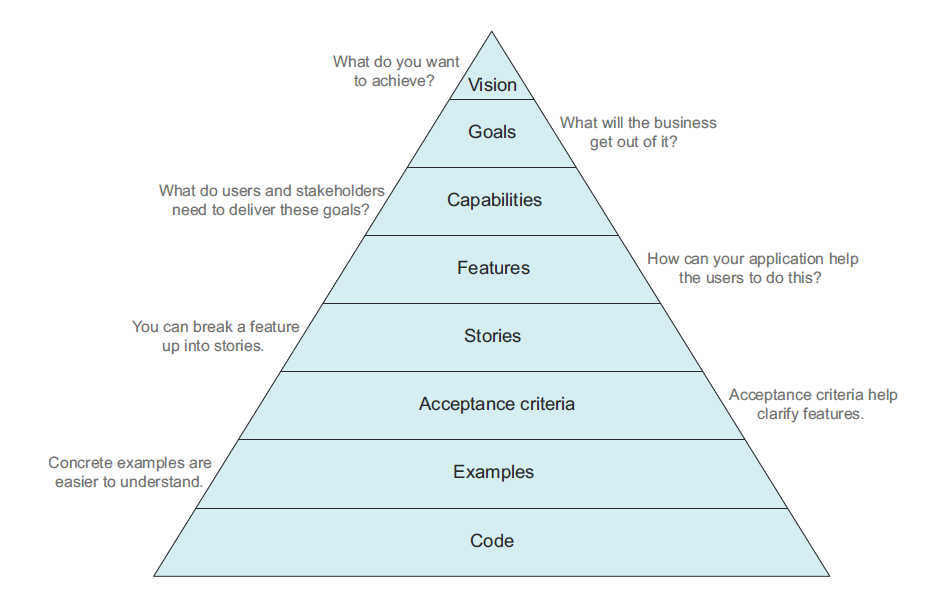 What do you want
to achieve?
Vision
Goals
What will the business
get out of it?
What do users and stakeholders
need to deliver these goals?
Capabilities
Features
How can your application help
the users to do this?
You can break a feature
up into stories.
Stories
Acceptance criteria
Acceptance criteria help
clarify features.
Concrete examples are
easier to understand.
Examples
Code